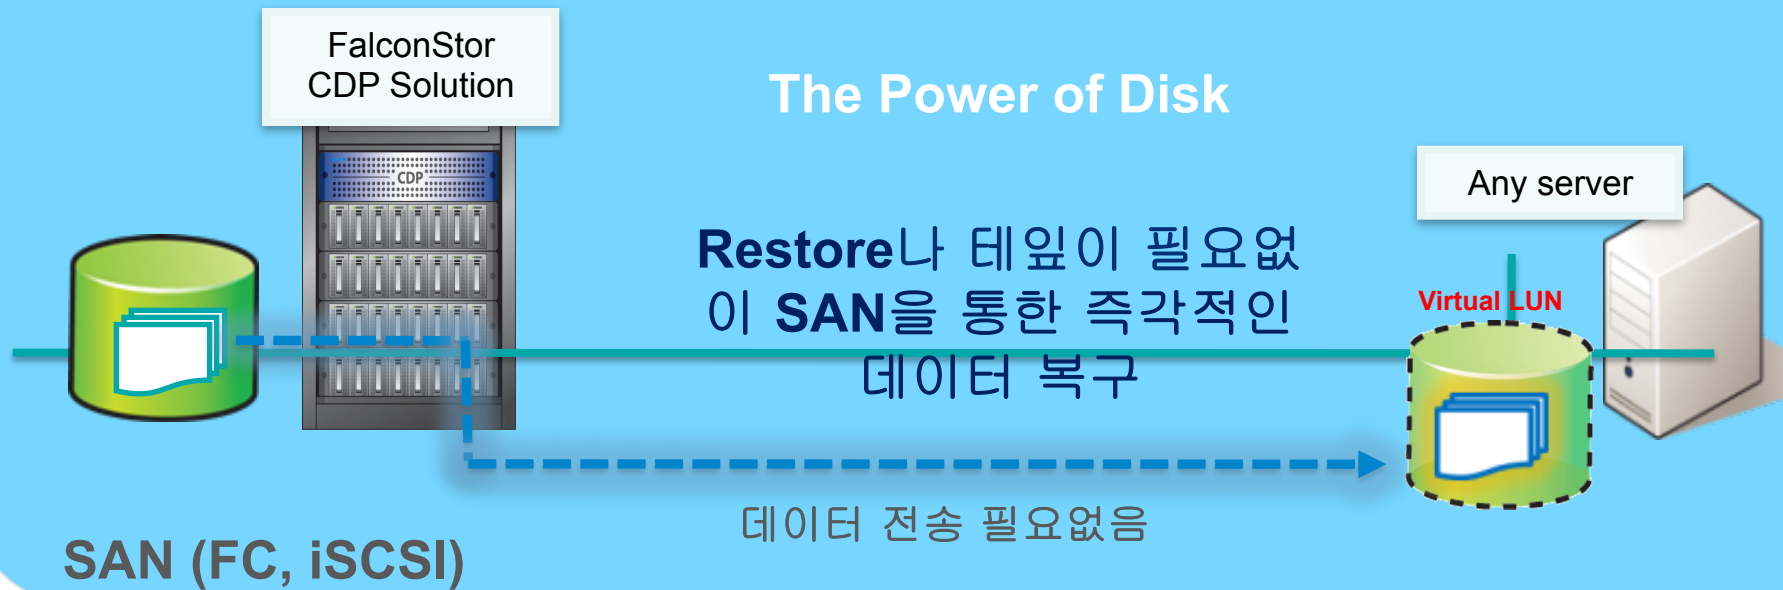 FalconStor
CDP Solution
The Power of Disk
CDP
Any server
Restore나 테잎이 필요없
이 SAN을 통한 즉각적인
데이터 복구
Virtual LUN
데이터 전송 필요없음
SAN (FC, iSCSI)